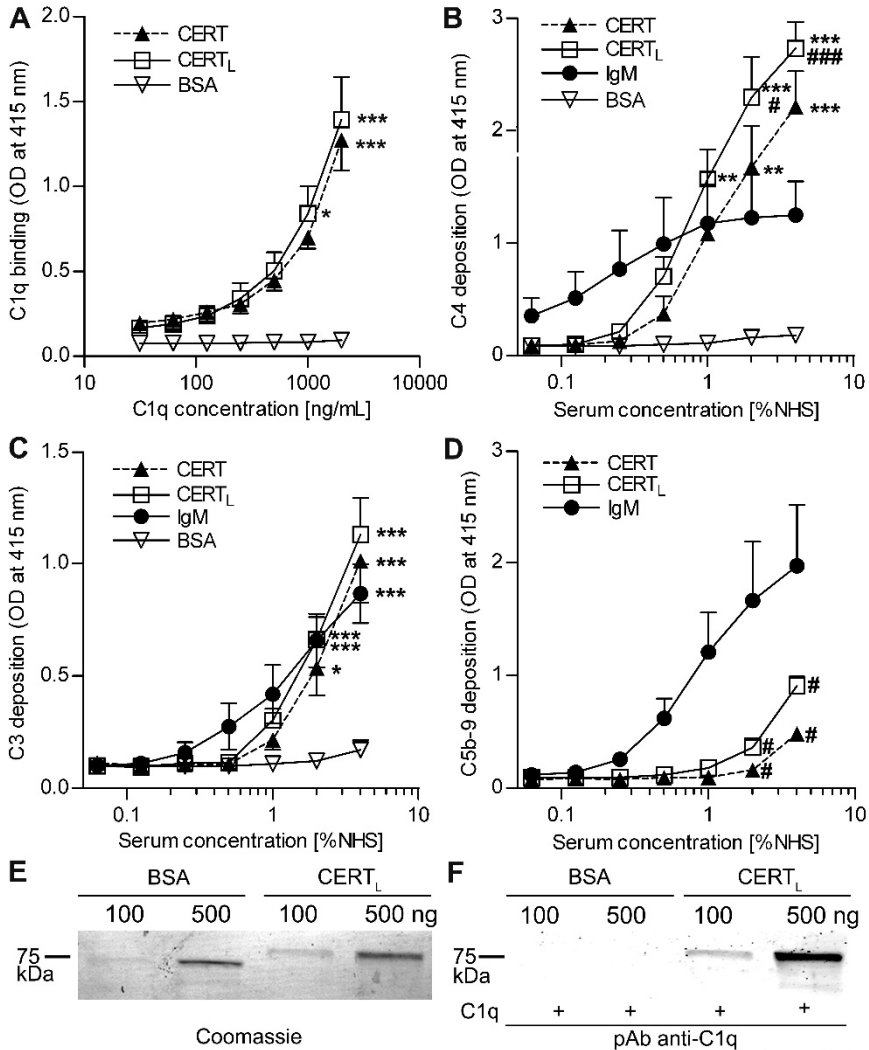 A
CERT
CERTL
BSA
C1q binding (OD at 415 nm)
1.5
1.0
0.5
0.0
***
***
*
10
100
1000
10000
C1q concentration [ng/mL]
B
CERT
CERTL
IgM
BSA
C4 deposition (OD at 415 nm)
3
2
1
0
***
###
***
#
***
**
**
0.1
1
10
Serum concentration [%NHS]
C
CERT
CERTL
IgM
BSA
C3 deposition (OD at 415 nm)
1.5
1.0
0.5
0.0
***
***
***
***
***
*
0.1
1
10
Serum concentration [%NHS]
D
CERT
CERTL
IgM
C5b-9 deposition (OD at 415 nm)
3
2
1
0
#
#
#
#
0.1
1
10
Serum concentration [%NHS]
E
BSA CERTL
100 500 100 500 ng
75
kDa
Coomassie
F
BSA CERTL
100 500 100 500 ng
75
kDa
C1q + + + +
pAb anti-C1q